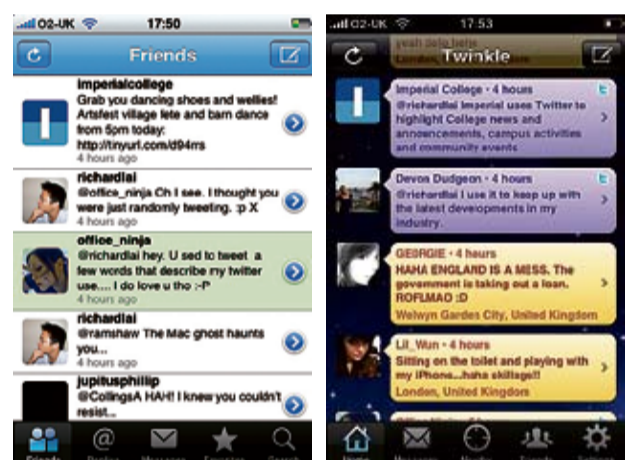 O2-UK 17:50
Friends
imperialcollege
Grab you dancing shoes and wellies!
Artsfest village fete and barn dance
from 5pm today:
http://tinyurl.com/d94rrs
4 hours ago
richardlai
@office_ninja Oh I see. I thought you
were just randomly tweeting. :p X
4 hours ago
office_ninja
@richardlai hey. U sed to tweet a
few words that describe my twitter
use.... I do love u tho :-P
4 hours ago
richardlai
@ramshaw The Mac ghost haunts
you...
4 hours ago
jupitusphillip
@CollingsA HAH! I knew you couldn't
resist...
Friends
O2-UK 17:53
London, United Kingdom
Twinkle
Imperial College · 4 hours
@richardlai Imperial uses Twitter to
highlight College news and
announcements, campus activities
and community events
Devon Dudgeon · 4 hours
@richardlai I use it to keep up with
the latest developments in my
industry.
GEORGIE · 4 hours
HAHA ENGLAND IS A MESS. The
government is taking out a loan.
ROFLMAO :D
Welwyn Gardes City, United Kingdom
Lil_Wun · 4 hours
Sitting on the toilet and playing with
my iPhone...haha skillage!!
London, United Kingdom